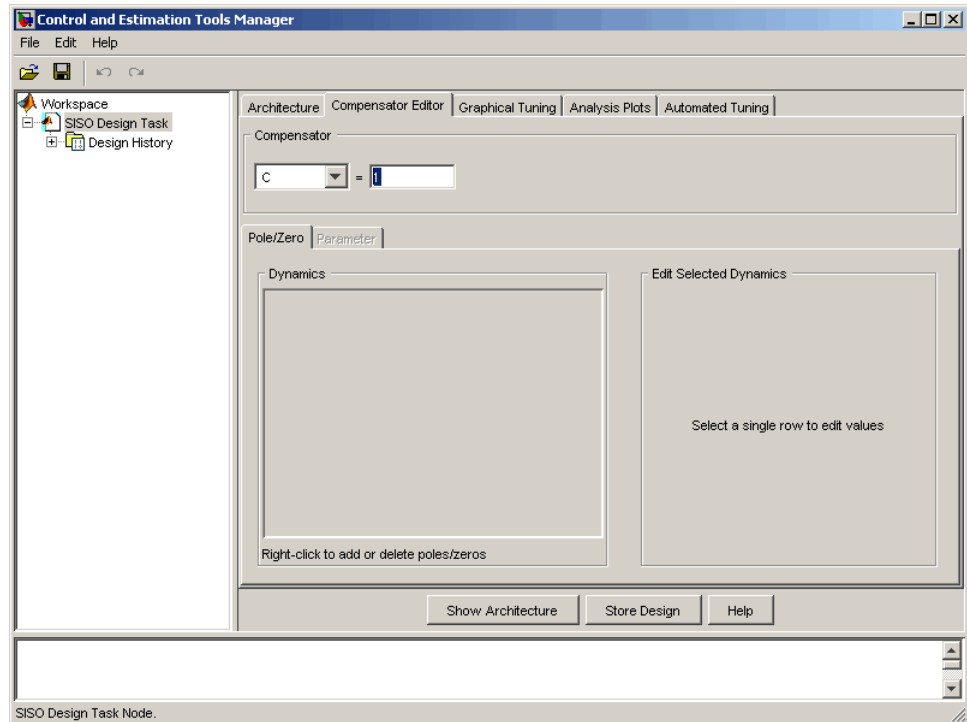 Control and Estimation Tools Manager
File Edit Help
Workspace
SISO Design Task
Design History
Architecture Compensator Editor Graphical Tuning Analysis Plots Automated Tuning
Compensator
C = 1
Pole/Zero Parameter
Dynamics
Edit Selected Dynamics
Select a single row to edit values
Right-click to add or delete poles/zeros
Show Architecture Store Design Help
SISO Design Task Node.